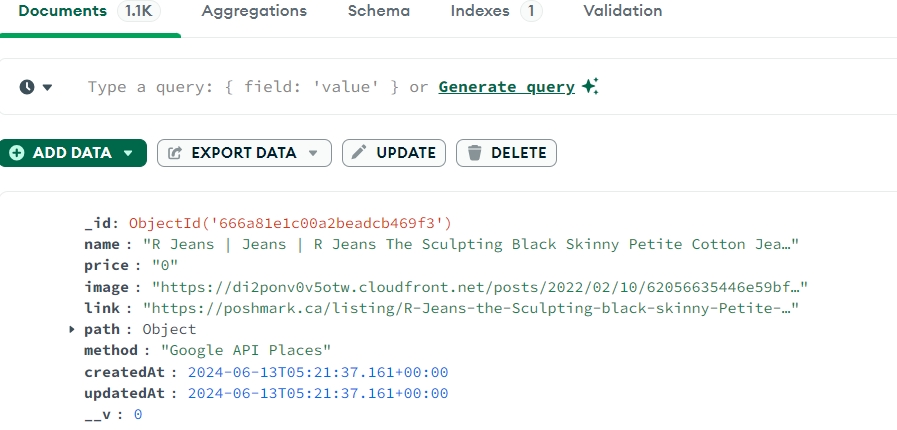 Documents 1.1K Aggregations Schema Indexes 1 Validation
Type a query: { field: 'value' } or Generate query
ADD DATA EXPORT DATA UPDATE DELETE
_id: ObjectId('666a81e1c00a2beadcb469f3')
name : "R Jeans | Jeans | R Jeans The Sculpting Black Skinny Petite Cotton Jea…"
price : "0"
image : "https://di2ponv0v5otw.cloudfront.net/posts/2022/02/10/62056635446e59bf…"
link : "https://poshmark.ca/listing/R-Jeans-the-Sculpting-black-skinny-Petite-…"
path : Object
method : "Google API Places"
createdAt : 2024-06-13T05:21:37.161+00:00
updatedAt : 2024-06-13T05:21:37.161+00:00
__v : 0